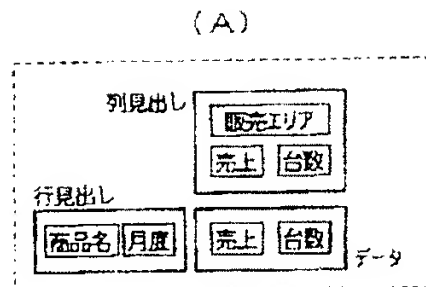 (A)
列見出し
販売エリア
売上 台数
行見出し
商品名 月度 売上 台数
データ